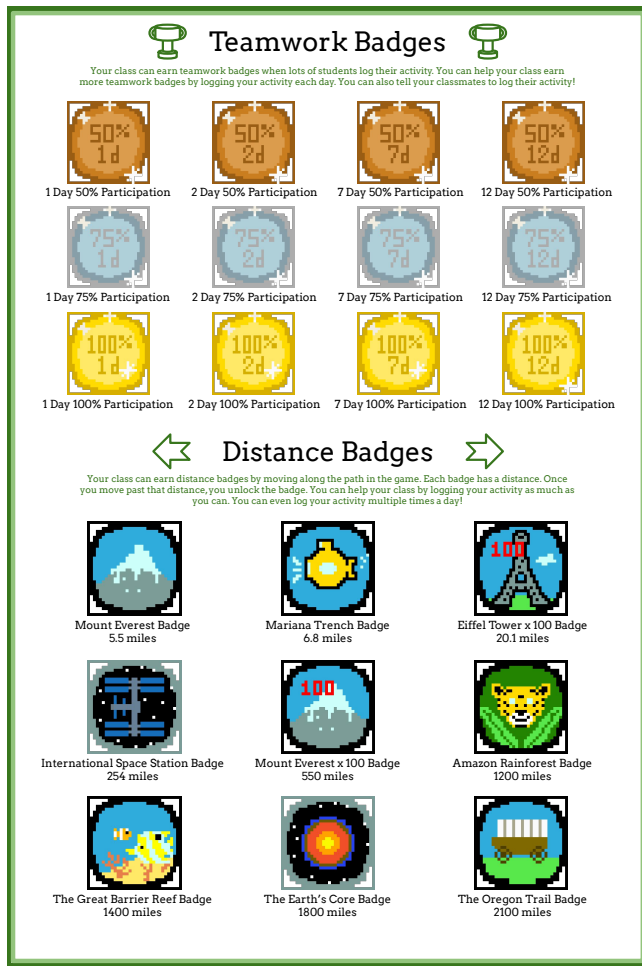 Teamwork Badges
Your class can earn teamwork badges when lots of students log their activity. You can help your class earn
more teamwork badges by logging your activity each day. You can also tell your classmates to log their activity!
50% 50% 50% 50%
1d 2d 7d 12d
1 Day 50% Participation 2 Day 50% Participation 7 Day 50% Participation 12 Day 50% Participation
75% 75% 75% 75%
1d 2d 7d 12d
1 Day 75% Participation 2 Day 75% Participation 7 Day 75% Participation 12 Day 75% Participation
100% 100% 100% 100%
1d 2d 7d 12d
1 Day 100% Participation 2 Day 100% Participation 7 Day 100% Participation 12 Day 100% Participation
Distance Badges
Your class can earn distance badges by moving along the path in the game. Each badge has a distance. Once
you move past that distance, you unlock the badge. You can help your class by logging your activity as much as
you can. You can even log your activity multiple times a day!
100
Mount Everest Badge Mariana Trench Badge Eiffel Tower x 100 Badge
5.5 miles 6.8 miles 20.1 miles
100
International Space Station Badge Mount Everest x 100 Badge Amazon Rainforest Badge
254 miles 550 miles 1200 miles
The Great Barrier Reef Badge The Earth's Core Badge The Oregon Trail Badge
1400 miles 1800 miles 2100 miles